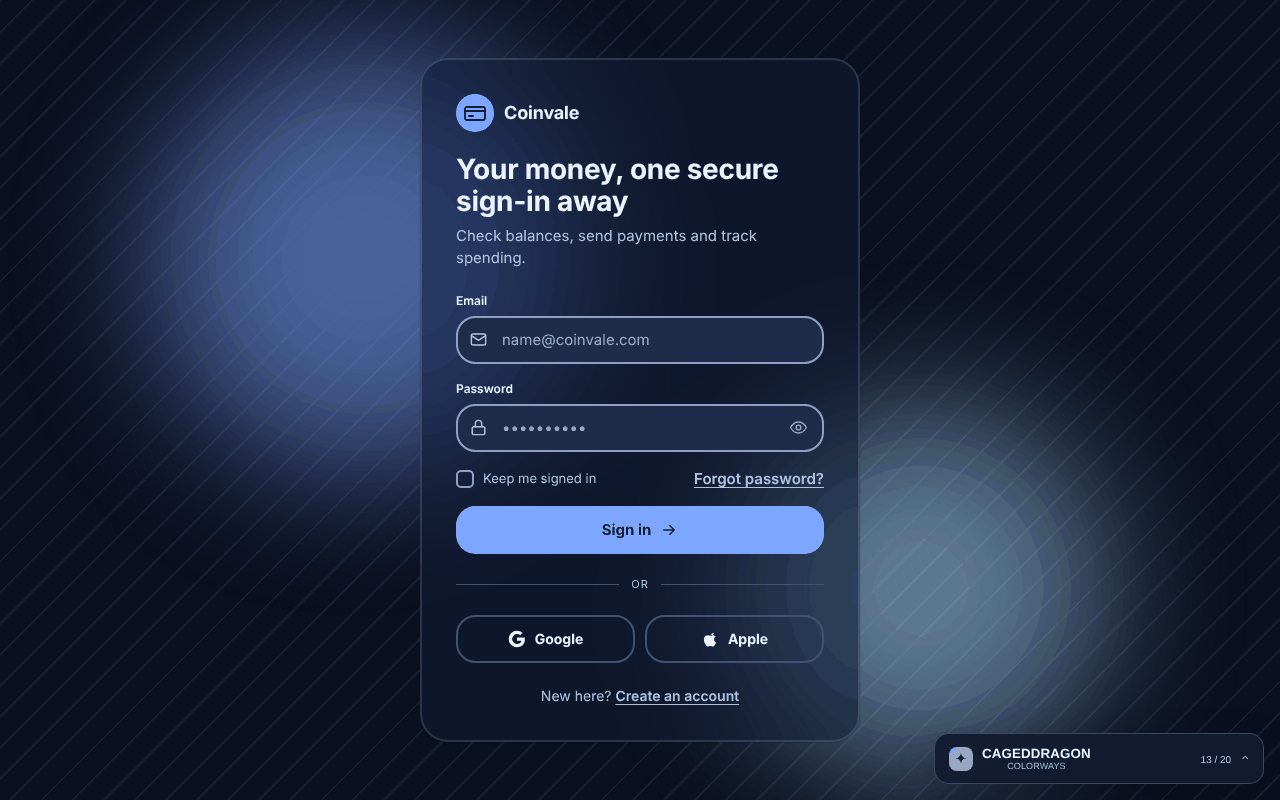 Coinvale
Your money, one secure
sign-in away
Check balances, send payments and track
spending.
Email
name@coinvale.com
Password
••••••••••
Keep me signed in
Forgot password?
Sign in →
OR
Google
Apple
New here? Create an account
CAGEDDRAGON
COLORWAYS
13 / 20